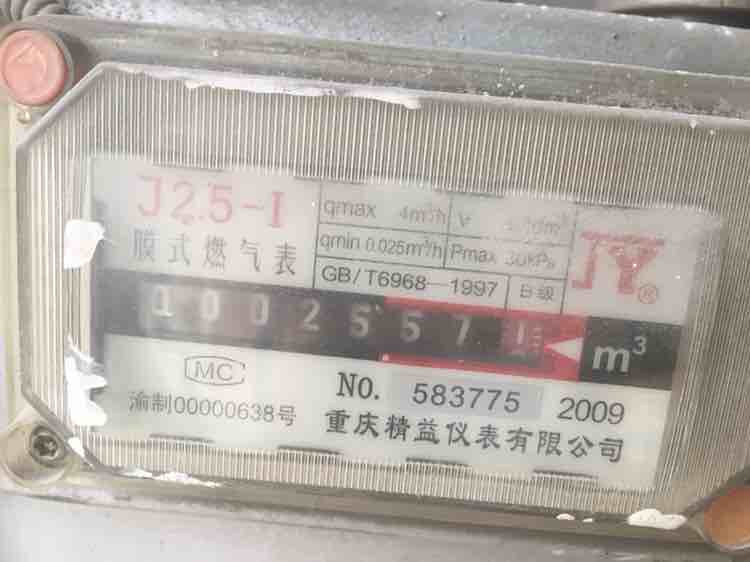 J2.5-I
膜式燃气表
qmax 4m³/h V
qmin 0.025m³/h Pmax 30kPa
GB/T6968—1997 B级
JY®
10025571 m³
MC
渝制00000638号
NO. 583775 2009
重庆精益仪表有限公司